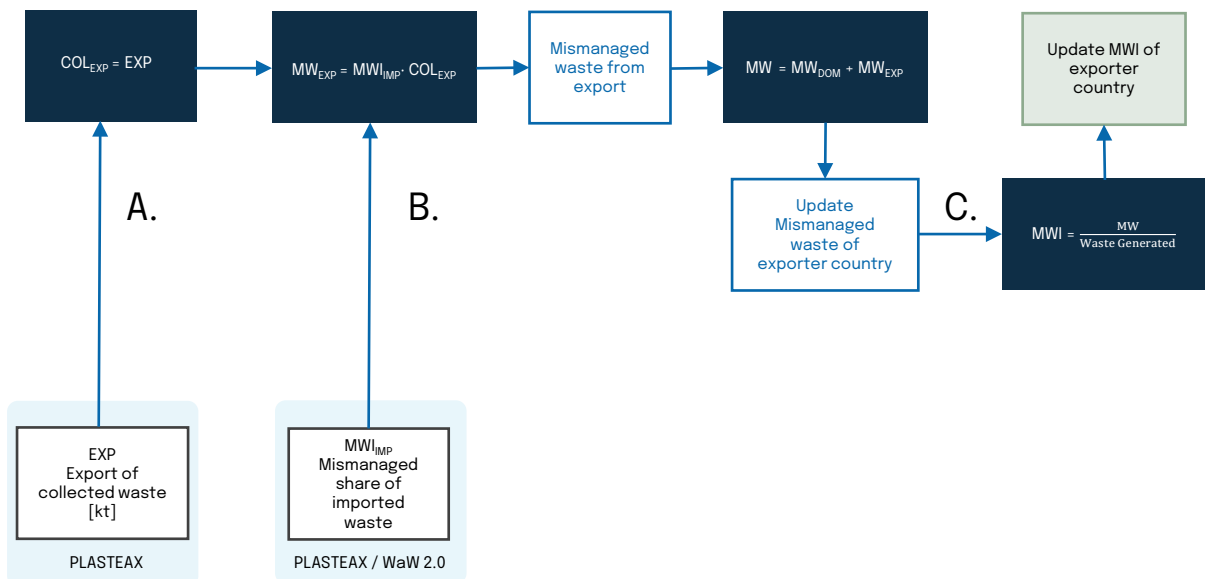 COL_EXP = EXP
MW_EXP = MWI_IMP · COL_EXP
Mismanaged
waste from
export
MW = MW_DOM + MW_EXP
Update MWI of
exporter
country
A.
B.
Update
Mismanaged
waste of
exporter country
C.
MWI = MW / Waste Generated
EXP
Export of
collected waste
[kt]
PLASTEAX
MWI_IMP
Mismanaged
share of
imported
waste
PLASTEAX / WaW 2.0